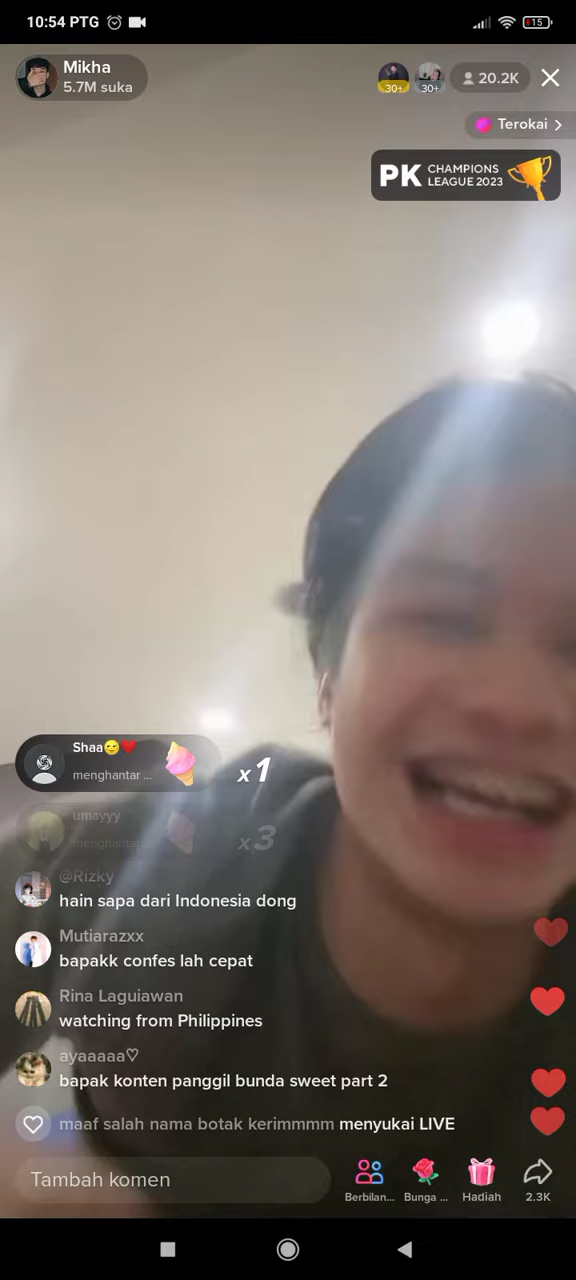 10:54 PTG
15
Mikha
5.7M suka
30+
30+
20.2K
Terokai
PK CHAMPIONS
LEAGUE 2023
Shaa😉❤️
menghantar ...
x1
umayyy
menghantar
x3
@Rizky
hain sapa dari Indonesia dong
Mutiarazxx
bapakk confes lah cepat
Rina Laguiawan
watching from Philippines
ayaaaaa♡
bapak konten panggil bunda sweet part 2
maaf salah nama botak kerimmmm menyukai LIVE
Tambah komen
Berbilan...
Bunga ...
Hadiah
2.3K